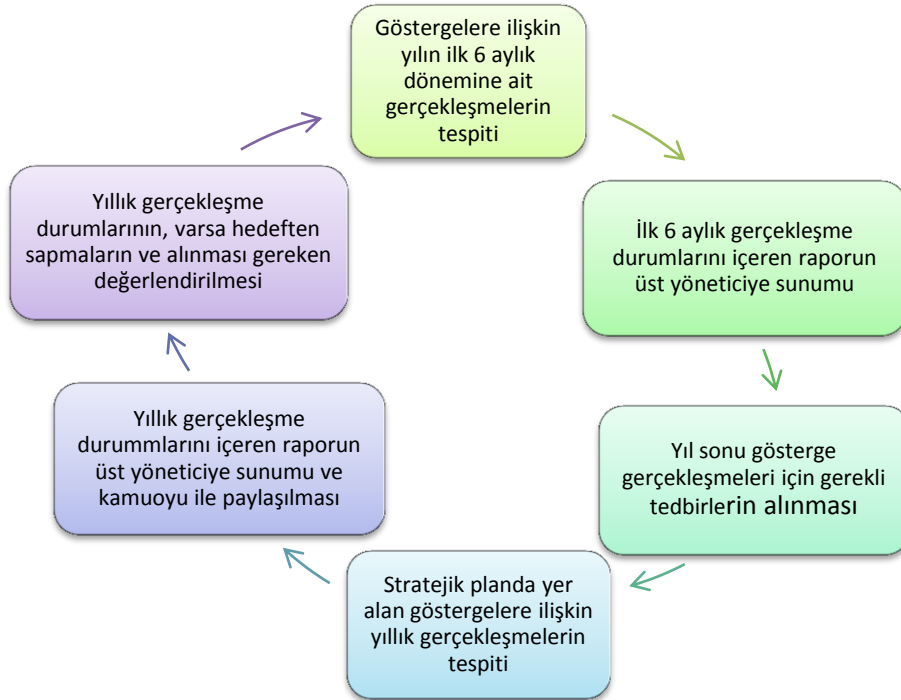 Göstergelere ilişkin
yılın ilk 6 aylık
dönemine ait
gerçekleşmelerin
tespiti
İlk 6 aylık gerçekleşme
durumlarını içeren raporun
üst yöneticiye sunumu
Yıl sonu gösterge
gerçekleşmeleri için gerekli
tedbirlerin alınması
Stratejik planda yer
alan göstergelere ilişkin
yıllık gerçekleşmelerin
tespiti
Yıllık gerçekleşme
durummlarını içeren raporun
üst yöneticiye sunumu ve
kamuoyu ile paylaşılması
Yıllık gerçekleşme
durumlarının, varsa hedeften
sapmaların ve alınması gereken
değerlendirilmesi